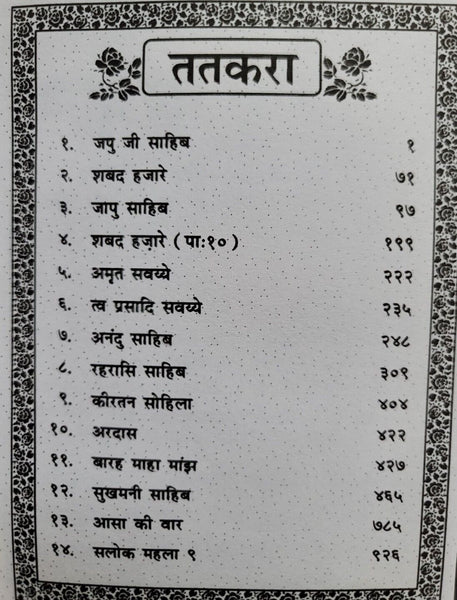 ततकरा
१. जपु जी साहिब १
२. शबद हजारे ७१
३. जापु साहिब ९७
४. शबद हज़ारे (पा:१०) १९९
५. अमृत सवय्ये २२२
६. त्व प्रसादि सवय्ये २३५
७. अनंदु साहिब २४८
८. रहरासि साहिब ३०९
९. कीरतन सोहिला ४०४
१०. अरदास ४२२
११. बारह माहा मांझ ४२७
१२. सुखमनी साहिब ४६५
१३. आसा की वार ७८५
१४. सलोक महला ९ ९२६